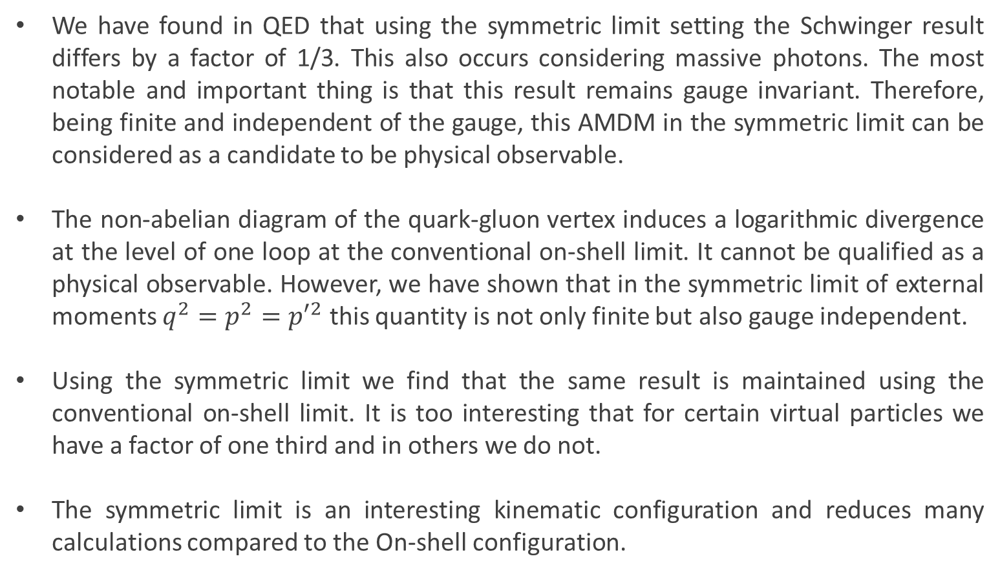 • We have found in QED that using the symmetric limit setting the Schwinger result
differs by a factor of 1/3. This also occurs considering massive photons. The most
notable and important thing is that this result remains gauge invariant. Therefore,
being finite and independent of the gauge, this AMDM in the symmetric limit can be
considered as a candidate to be physical observable.
• The non-abelian diagram of the quark-gluon vertex induces a logarithmic divergence
at the level of one loop at the conventional on-shell limit. It cannot be qualified as a
physical observable. However, we have shown that in the symmetric limit of external
moments q² = p² = p′² this quantity is not only finite but also gauge independent.
• Using the symmetric limit we find that the same result is maintained using the
conventional on-shell limit. It is too interesting that for certain virtual particles we
have a factor of one third and in others we do not.
• The symmetric limit is an interesting kinematic configuration and reduces many
calculations compared to the On-shell configuration.